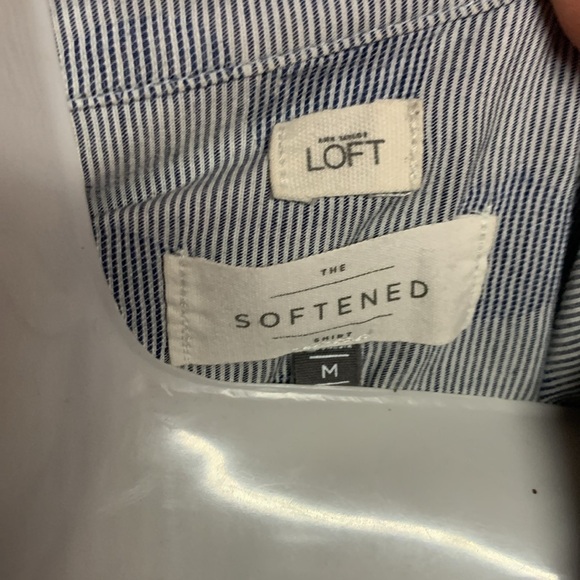 ANN TAYLOR
LOFT
THE
SOFTENED
SHIRT
M